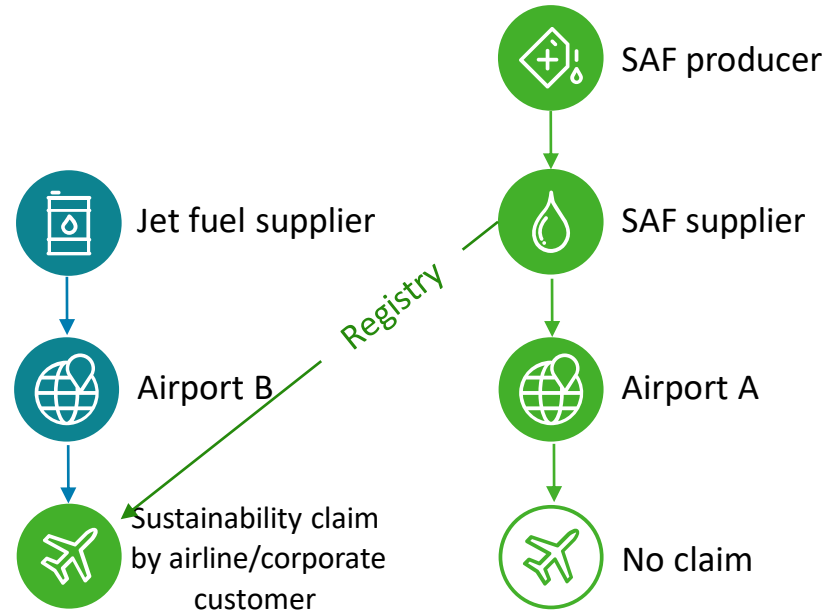 SAF producer
Jet fuel supplier
SAF supplier
Registry
Airport B
Airport A
Sustainability claim
by airline/corporate
customer
No claim